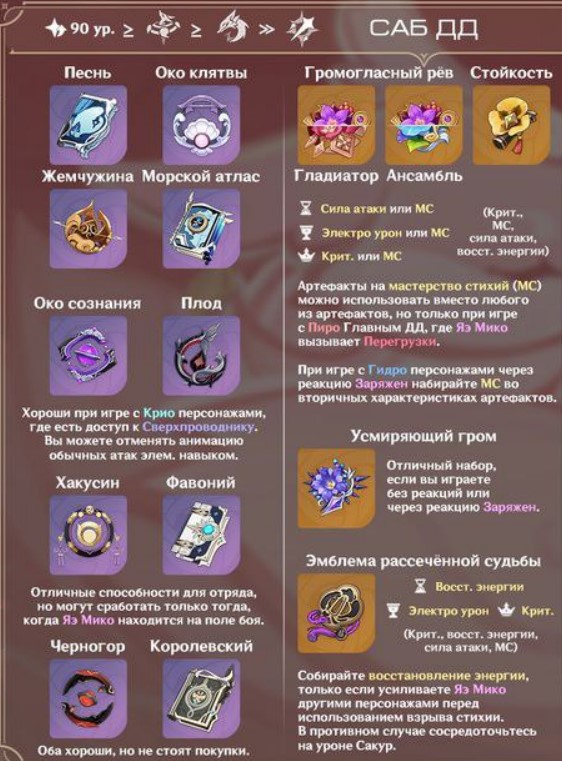 90 ур. ≥ ≥ >>
САБ ДД
Песнь
Око клятвы
Жемчужина
Морской атлас
Око сознания
Плод
Хороши при игре с Крио персонажами,
где есть доступ к Сверхпроводнику.
Вы можете отменять анимацию
обычных атак элем. навыком.
Хакусин
Фавоний
Отличные способности для отряда,
но могут сработать только тогда,
когда Яэ Мико находится на поле боя.
Черногор
Королевский
Оба хороши, но не стоят покупки.
Громогласный рёв
Стойкость
Гладиатор
Ансамбль
Сила атаки или МС
Электро урон или МС
Крит. или МС
(Крит.,
МС,
сила атаки,
восст. энергии)
Артефакты на мастерство стихий (МС)
можно использовать вместо любого
из артефактов, но только при игре
с Пиро Главным ДД, где Яэ Мико
вызывает Перегрузки.
При игре с Гидро персонажами через
реакцию Заряжен набирайте МС во
вторичных характеристиках артефактов.
Усмиряющий гром
Отличный набор,
если вы играете
без реакций или
через реакцию Заряжен.
Эмблема рассечённой судьбы
Восст. энергии
Электро урон
Крит.
(Крит., восст. энергии,
сила атаки, МС)
Собирайте восстановление энергии,
только если усиливаете Яэ Мико
другими персонажами перед
использованием взрыва стихии.
В противном случае сосредоточьтесь
на уроне Сакур.